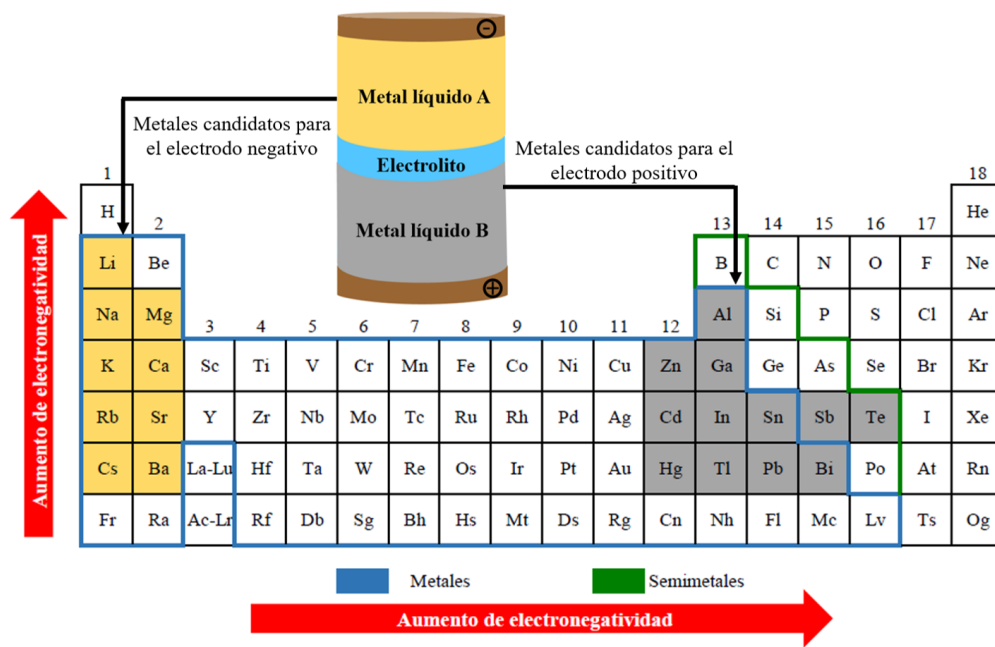 ⊖
Metal líquido A
Metales candidatos para
el electrodo negativo
Electrolito
Metales candidatos para el
electrodo positivo
Metal líquido B
⊕
1 18
H He
2 13 14 15 16 17
Li Be B C N O F Ne
Na Mg Al Si P S Cl Ar
3 4 5 6 7 8 9 10 11 12
K Ca Sc Ti V Cr Mn Fe Co Ni Cu Zn Ga Ge As Se Br Kr
Rb Sr Y Zr Nb Mo Tc Ru Rh Pd Ag Cd In Sn Sb Te I Xe
Cs Ba La-Lu Hf Ta W Re Os Ir Pt Au Hg Tl Pb Bi Po At Rn
Fr Ra Ac-Lr Rf Db Sg Bh Hs Mt Ds Rg Cn Nh Fl Mc Lv Ts Og
Aumento de electronegatividad
Metales Semimetales
Aumento de electronegatividad